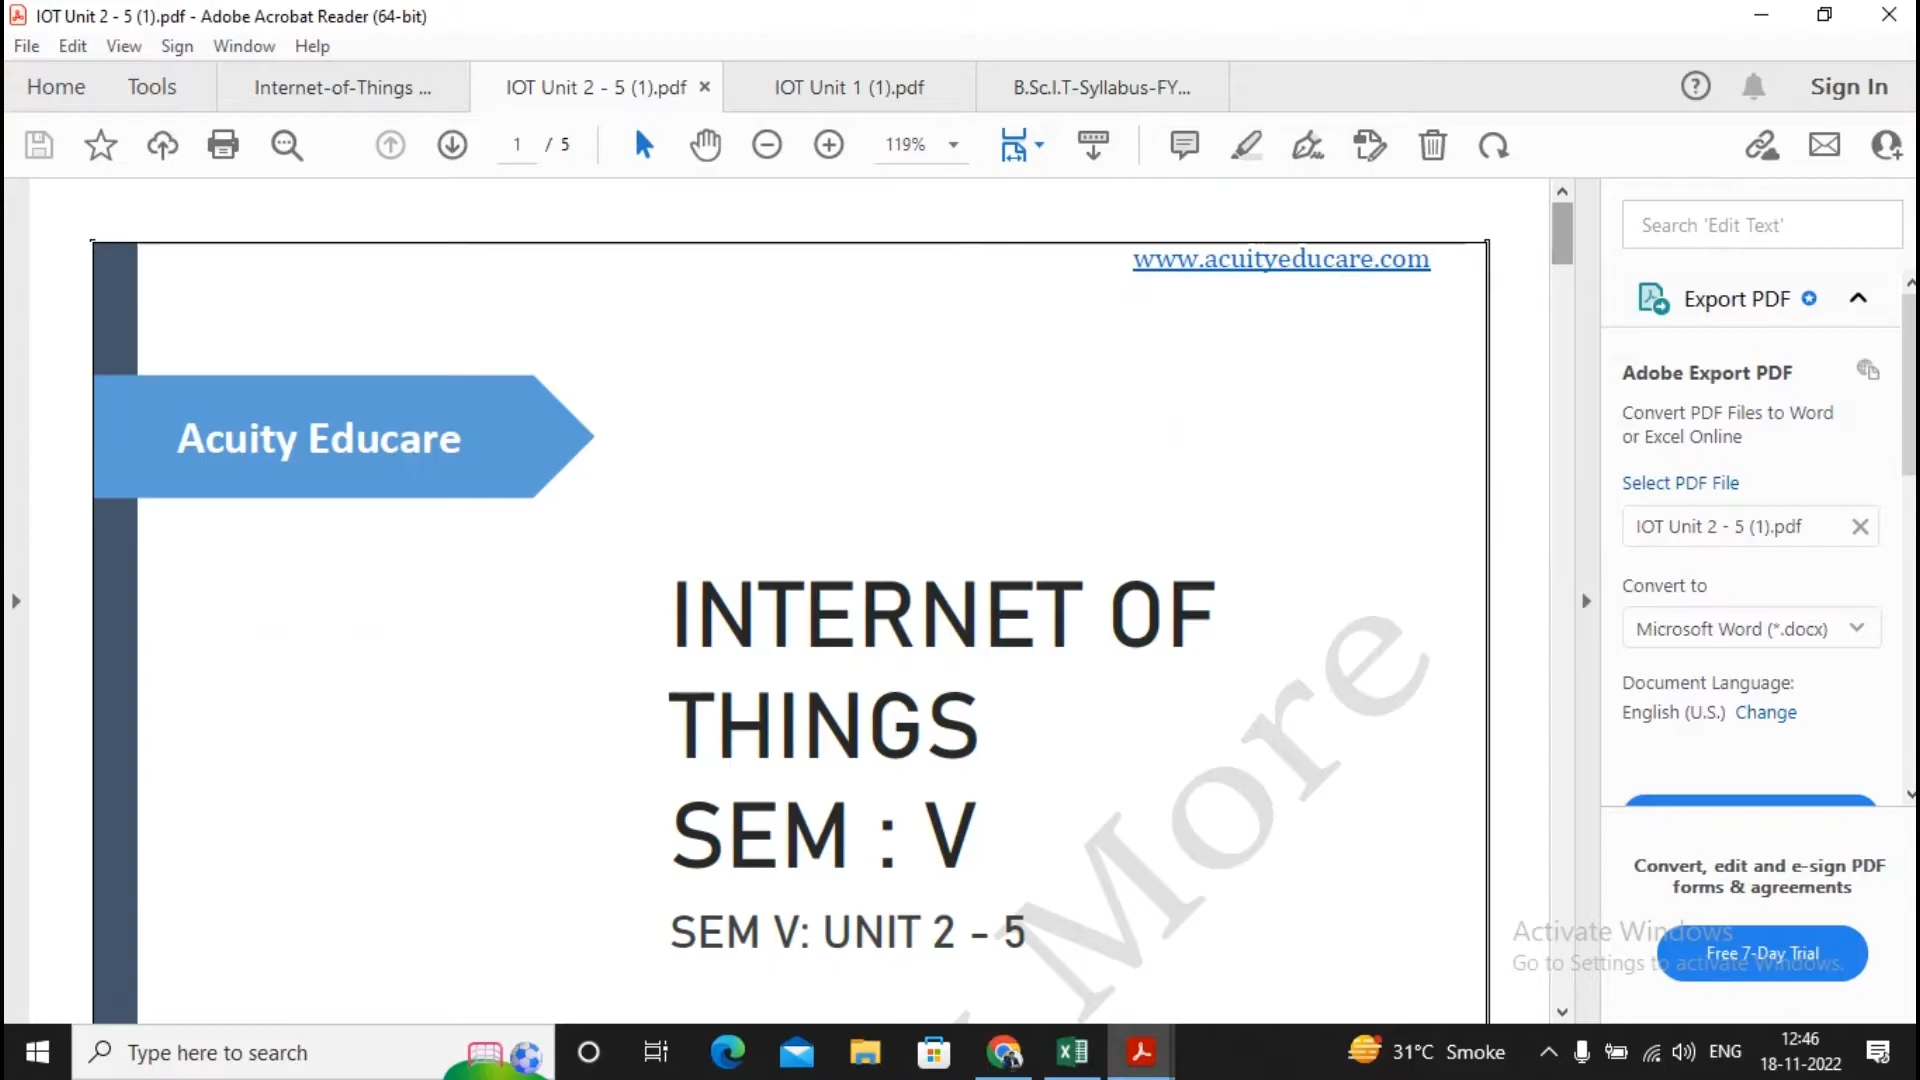 IOT Unit 2 - 5 (1).pdf - Adobe Acrobat Reader (64-bit)
File Edit View Sign Window Help
Home Tools Internet-of-Things ... IOT Unit 2 - 5 (1).pdf × IOT Unit 1 (1).pdf B.Sc.I.T-Syllabus-FY... Sign In
1 / 5 119%
www.acuityeducare.com
Acuity Educare
INTERNET OF
THINGS
SEM : V
SEM V: UNIT 2 – 5
More
Search 'Edit Text'
Export PDF
Adobe Export PDF
Convert PDF Files to Word
or Excel Online
Select PDF File
IOT Unit 2 - 5 (1).pdf
Convert to
Microsoft Word (*.docx)
Document Language:
English (U.S.) Change
Convert, edit and e-sign PDF
forms & agreements
Activate Windows
Go to Settings to activate Windows.
Free 7-Day Trial
Type here to search
31°C Smoke
ENG
12:46
18-11-2022